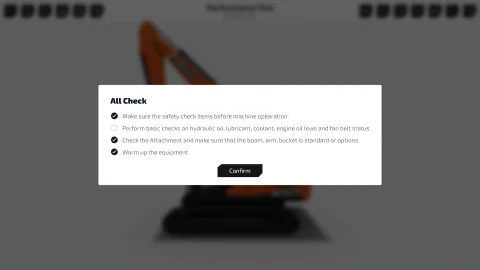 Performance Test
All Check
Make sure the safety check items before machine operation.
Perform basic checks on hydraulic oil, lubricant, coolant, engine oil level and fan belt status
Check the Attachment and make sure that the boom, arm, bucket is standard or options
Warm up the equipment
Confirm